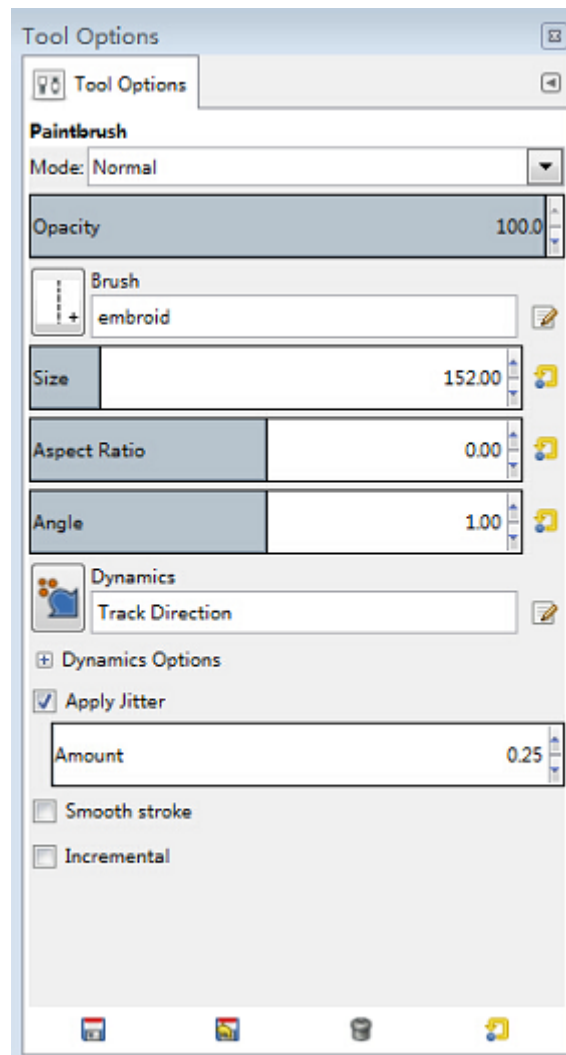 Tool Options
Tool Options
Paintbrush
Mode: Normal
Opacity 100.0
Brush
embroid
Size 152.00
Aspect Ratio 0.00
Angle 1.00
Dynamics
Track Direction
Dynamics Options
Apply Jitter
Amount 0.25
Smooth stroke
Incremental